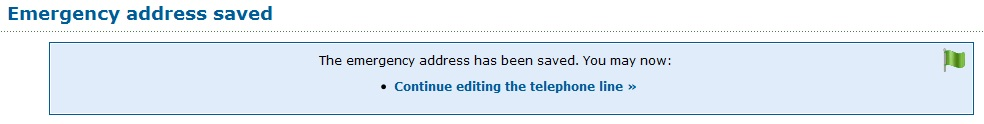 Emergency address saved
The emergency address has been saved. You may now:
• Continue editing the telephone line »